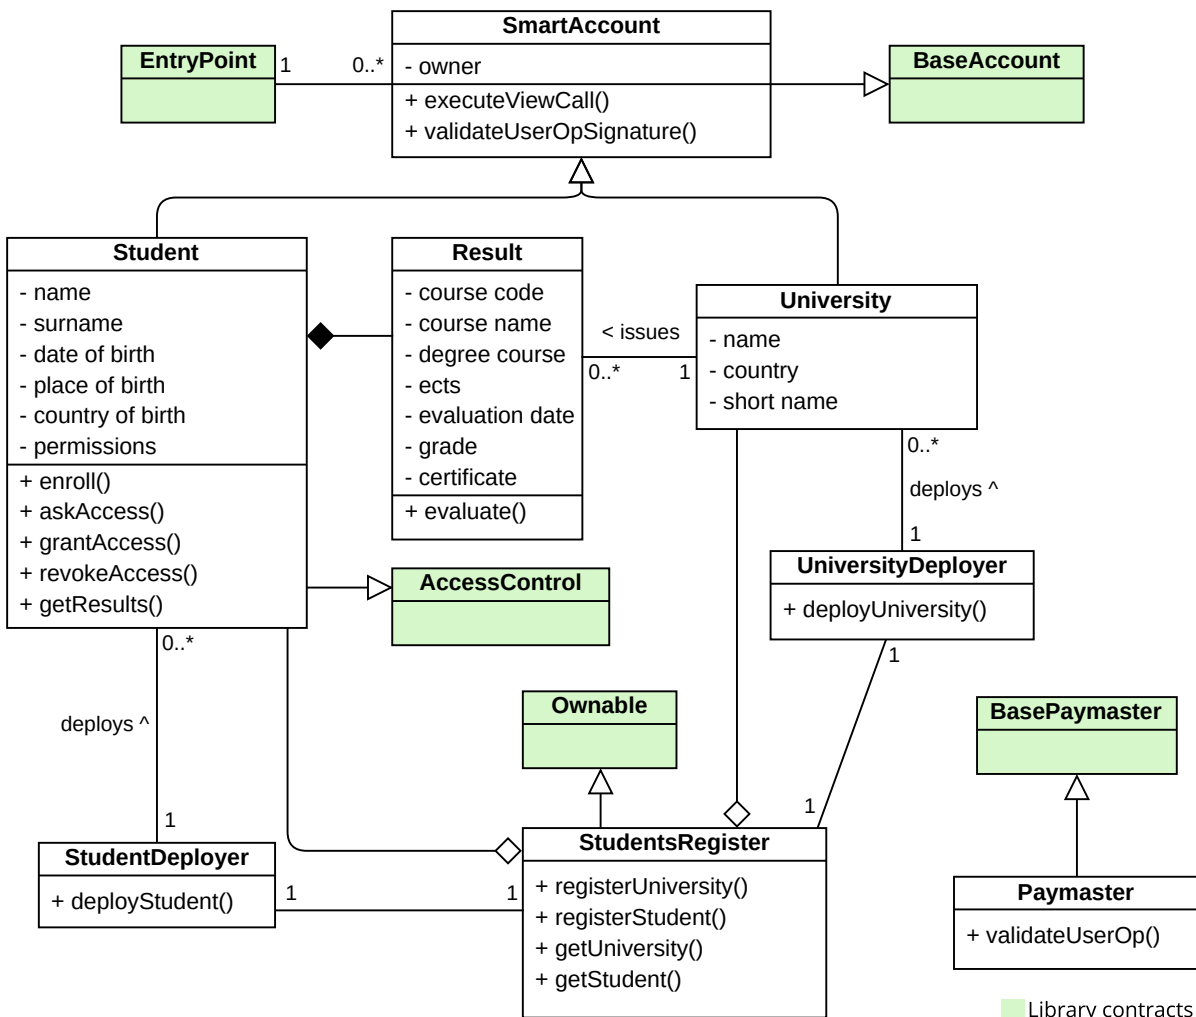 SmartAccount
- owner
+ executeViewCall()
+ validateUserOpSignature()
EntryPoint
1
0..*
BaseAccount
Student
- name
- surname
- date of birth
- place of birth
- country of birth
- permissions
+ enroll()
+ askAccess()
+ grantAccess()
+ revokeAccess()
+ getResults()
Result
- course code
- course name
- degree course
- ects
- evaluation date
- grade
- certificate
+ evaluate()
< issues
0..*
1
University
- name
- country
- short name
0..*
deploys ^
1
UniversityDeployer
+ deployUniversity()
1
AccessControl
0..*
deploys ^
1
Ownable
BasePaymaster
1
StudentDeployer
+ deployStudent()
1
1
StudentsRegister
+ registerUniversity()
+ registerStudent()
+ getUniversity()
+ getStudent()
Paymaster
+ validateUserOp()
Library contracts